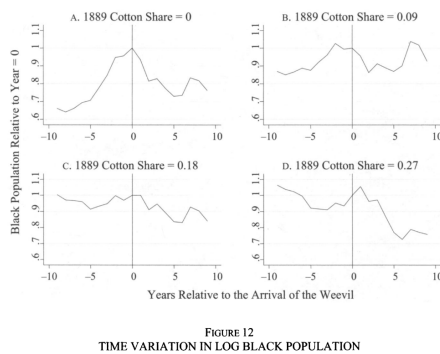 A. 1889 Cotton Share = 0
B. 1889 Cotton Share = 0.09
Black Population Relative to Year = 0
.6 .7 .8 .9 1 1.1
-10 -5 0 5 10
.6 .7 .8 .9 1 1.1
-10 -5 0 5 10
C. 1889 Cotton Share = 0.18
D. 1889 Cotton Share = 0.27
.6 .7 .8 .9 1 1.1
-10 -5 0 5 10
.6 .7 .8 .9 1 1.1
-10 -5 0 5 10
Years Relative to the Arrival of the Weevil
FIGURE 12
TIME VARIATION IN LOG BLACK POPULATION